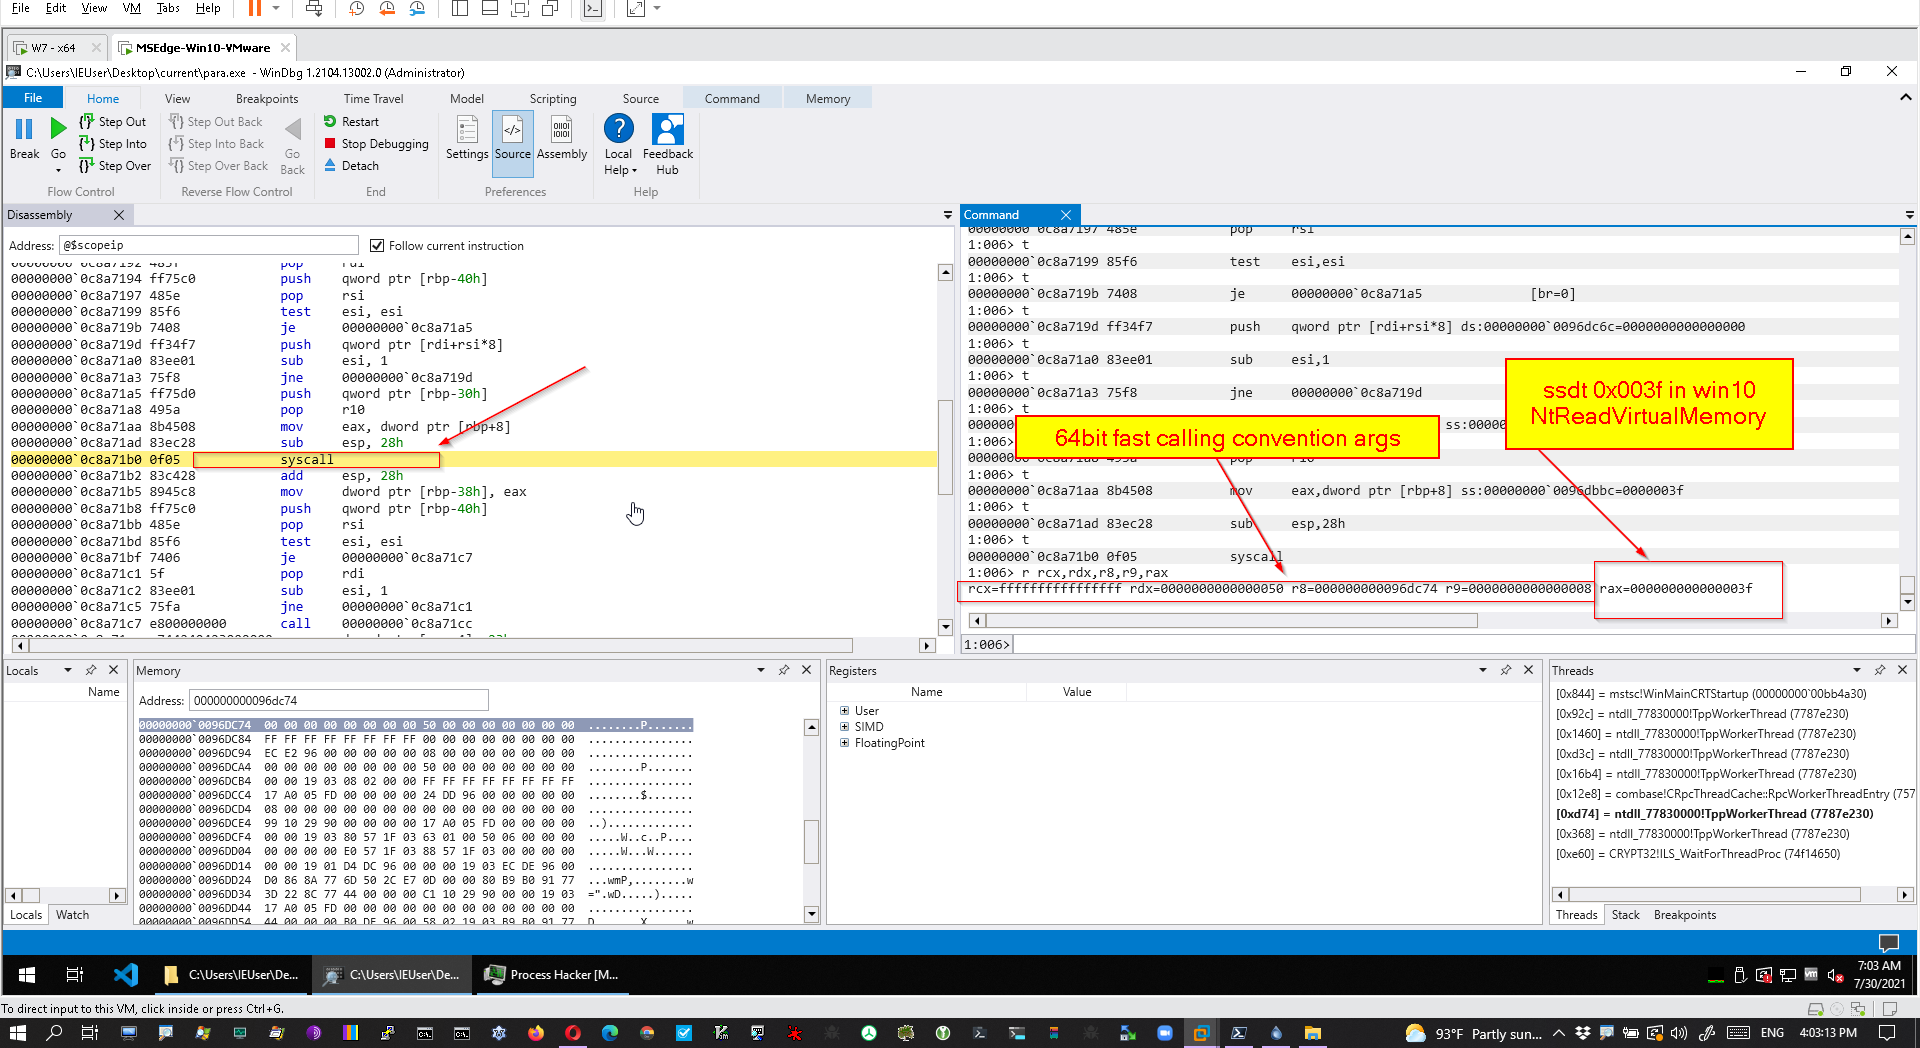 File Edit View VM Tabs Help
W7 - x64 MSEdge-Win10-VMware
C:\Users\IEUser\Desktop\current\para.exe - WinDbg 1.2104.13002.0 (Administrator)
File Home View Breakpoints Time Travel Model Scripting Source Command Memory
Break Go Step Out Step Into Step Over
Flow Control
Step Out Back Step Into Back Step Over Back Go Back
Reverse Flow Control
Restart Stop Debugging Detach
End
Settings Source Assembly
Preferences
Local Help Feedback Hub
Help
Disassembly
Address: @$scopeip Follow current instruction
00000000`0c8a7192 485f pop rdi
00000000`0c8a7194 ff75c0 push qword ptr [rbp-40h]
00000000`0c8a7197 485e pop rsi
00000000`0c8a7199 85f6 test esi, esi
00000000`0c8a719b 7408 je 00000000`0c8a71a5
00000000`0c8a719d ff34f7 push qword ptr [rdi+rsi*8]
00000000`0c8a71a0 83ee01 sub esi, 1
00000000`0c8a71a3 75f8 jne 00000000`0c8a719d
00000000`0c8a71a5 ff75d0 push qword ptr [rbp-30h]
00000000`0c8a71a8 495a pop r10
00000000`0c8a71aa 8b4508 mov eax, dword ptr [rbp+8]
00000000`0c8a71ad 83ec28 sub esp, 28h
00000000`0c8a71b0 0f05 syscall
00000000`0c8a71b2 83c428 add esp, 28h
00000000`0c8a71b5 8945c8 mov dword ptr [rbp-38h], eax
00000000`0c8a71b8 ff75c0 push qword ptr [rbp-40h]
00000000`0c8a71bb 485e pop rsi
00000000`0c8a71bd 85f6 test esi, esi
00000000`0c8a71bf 7406 je 00000000`0c8a71c7
00000000`0c8a71c1 5f pop rdi
00000000`0c8a71c2 83ee01 sub esi, 1
00000000`0c8a71c5 75fa jne 00000000`0c8a71c1
00000000`0c8a71c7 e800000000 call 00000000`0c8a71cc
Command
00000000`0c8a7197 485e pop rsi
1:006> t
00000000`0c8a7199 85f6 test esi,esi
1:006> t
00000000`0c8a719b 7408 je 00000000`0c8a71a5 [br=0]
1:006> t
00000000`0c8a719d ff34f7 push qword ptr [rdi+rsi*8] ds:00000000`0096dc6c=0000000000000000
1:006> t
00000000`0c8a71a0 83ee01 sub esi,1
1:006> t
00000000`0c8a71a3 75f8 jne 00000000`0c8a719d
1:006> t
ss:0000
1:006> t
1:006> t
00000000`0c8a71aa 8b4508 mov eax,dword ptr [rbp+8] ss:00000000`0096dbbc=0000003f
1:006> t
00000000`0c8a71ad 83ec28 sub esp,28h
1:006> t
00000000`0c8a71b0 0f05 syscall
1:006> r rcx,rdx,r8,r9,rax
rcx=ffffffffffffffff rdx=0000000000000050 r8=000000000096dc74 r9=0000000000000008 rax=000000000000003f
1:006>
64bit fast calling convention args
ssdt 0x003f in win10
NtReadVirtualMemory
Locals
Name
Locals Watch
Memory
Address: 000000000096dc74
00000000`0096DC74 00 00 00 00 00 00 00 00 50 00 00 00 00 00 00 00 ........P.......
00000000`0096DC84 FF FF FF FF FF FF FF FF 00 00 00 00 00 00 00 00 ................
00000000`0096DC94 EC E2 96 00 00 00 00 00 08 00 00 00 00 00 00 00 ................
00000000`0096DCA4 00 00 00 00 00 00 00 00 50 00 00 00 00 00 00 00 ........P.......
00000000`0096DCB4 00 00 19 03 08 02 00 00 FF FF FF FF FF FF FF FF ................
00000000`0096DCC4 17 A0 05 FD 00 00 00 00 24 DD 96 00 00 00 00 00 ........$.......
00000000`0096DCD4 08 00 00 00 00 00 00 00 00 00 00 00 00 00 00 00 ................
00000000`0096DCE4 99 10 29 90 00 00 00 00 17 A0 05 FD 00 00 00 00 ..).............
00000000`0096DCF4 00 00 19 03 80 57 1F 03 63 01 00 50 06 00 00 00 .....W..c..P....
00000000`0096DD04 00 00 00 00 E0 57 1F 03 88 57 1F 03 00 00 00 00 .....W...W......
00000000`0096DD14 00 00 19 01 D4 DC 96 00 00 00 19 03 EC DE 96 00 ................
00000000`0096DD24 D0 86 8A 77 6D 50 2C E7 0D 00 00 80 B9 B0 91 77 ...wmP,........w
00000000`0096DD34 3D 22 8C 77 44 00 00 00 C1 10 29 90 00 00 19 03 =".wD.....).....
00000000`0096DD44 17 A0 05 FD 00 00 00 00 00 00 00 00 00 00 00 00 ................
00000000`0096DD54 44 00 00 00 B0 DE 96 00 58 02 19 03 B9 B0 91 77 D.......X......w
Registers
Name Value
User
SIMD
FloatingPoint
Threads
[0x844] = mstsc!WinMainCRTStartup (00000000`00bb4a30)
[0x92c] = ntdll_77830000!TppWorkerThread (7787e230)
[0x1460] = ntdll_77830000!TppWorkerThread (7787e230)
[0xd3c] = ntdll_77830000!TppWorkerThread (7787e230)
[0x16b4] = ntdll_77830000!TppWorkerThread (7787e230)
[0x12e8] = combase!CRpcThreadCache::RpcWorkerThreadEntry (757
[0xd74] = ntdll_77830000!TppWorkerThread (7787e230)
[0x368] = ntdll_77830000!TppWorkerThread (7787e230)
[0xe60] = CRYPT32!ILS_WaitForThreadProc (74f14650)
Threads Stack Breakpoints
C:\Users\IEUser\De... C:\Users\IEUser\De... Process Hacker [M...
7:03 AM
7/30/2021
To direct input to this VM, click inside or press Ctrl+G.
93°F Partly sun... ENG 4:03:13 PM